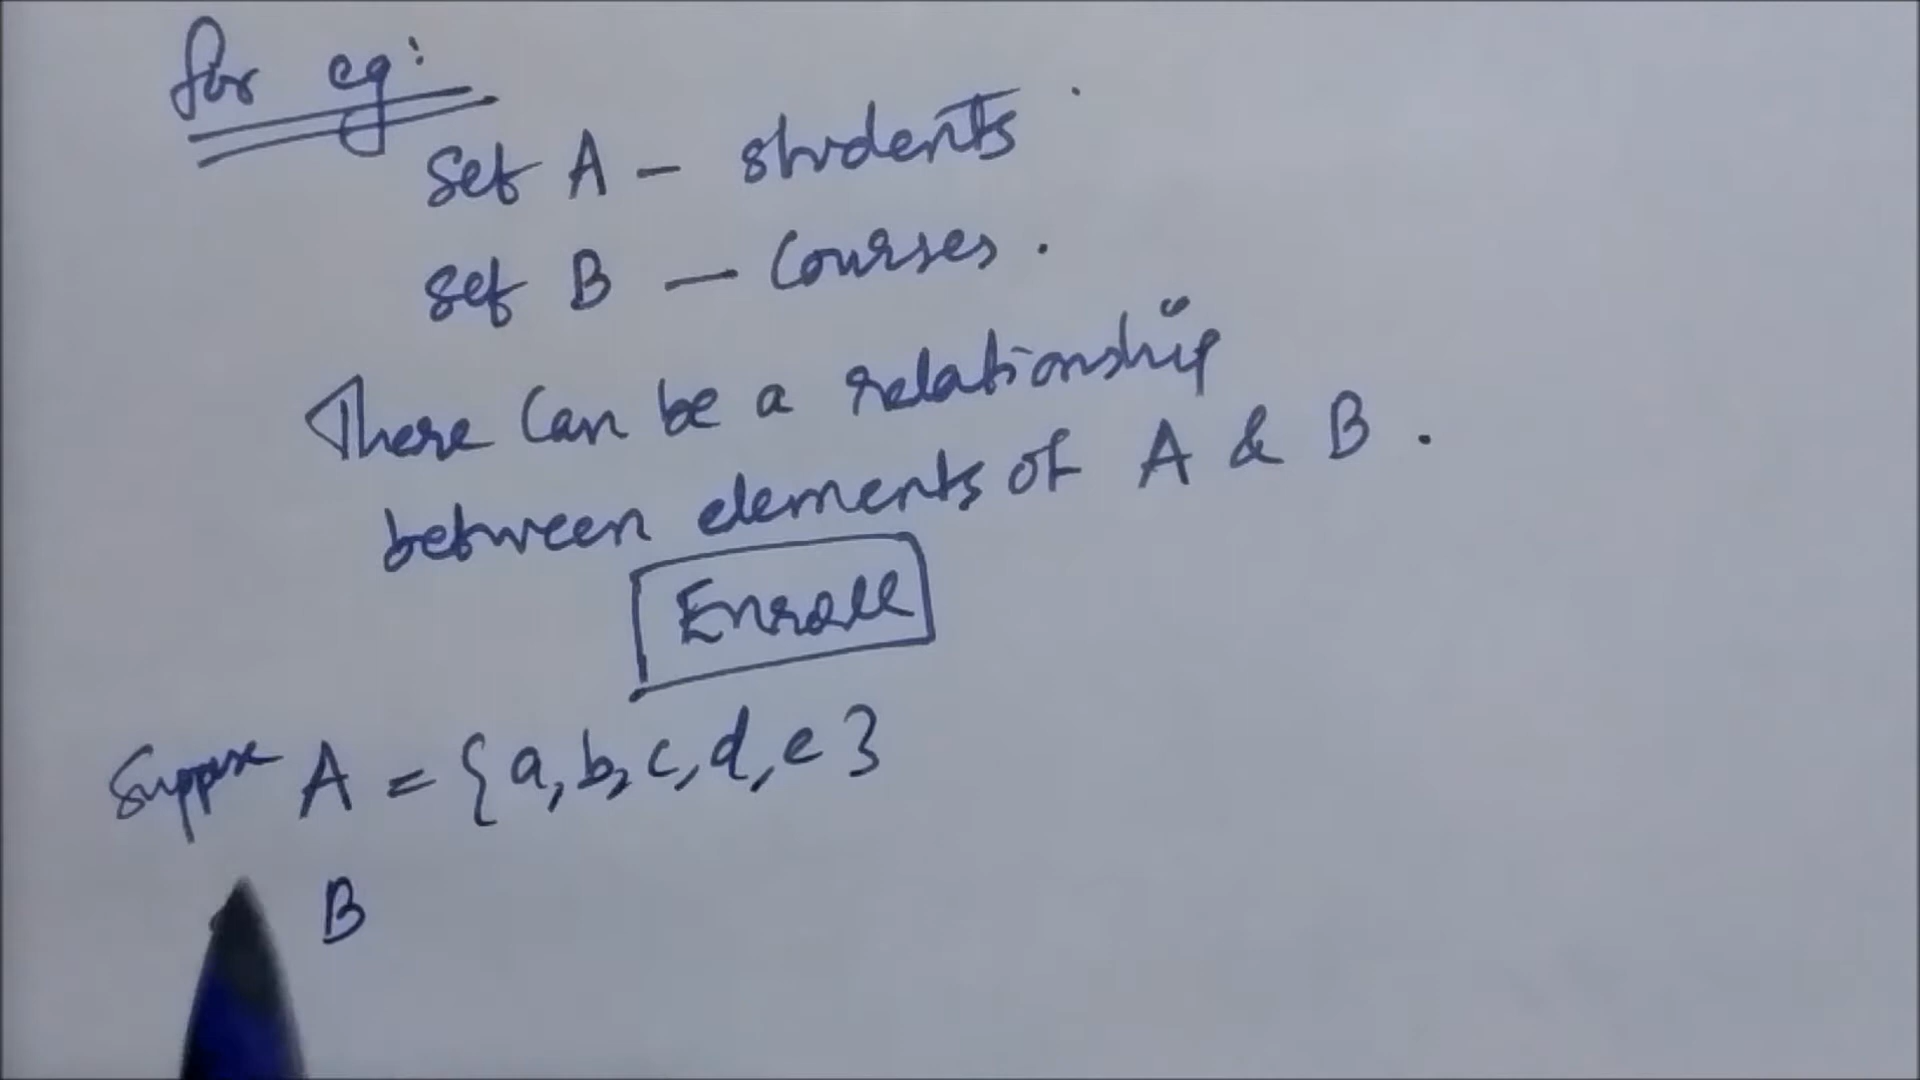 for eg:
Set A - students.
Set B - Courses.
There can be a relationship
between elements of A & B.
Enroll
Suppose A = {a, b, c, d, e}
B